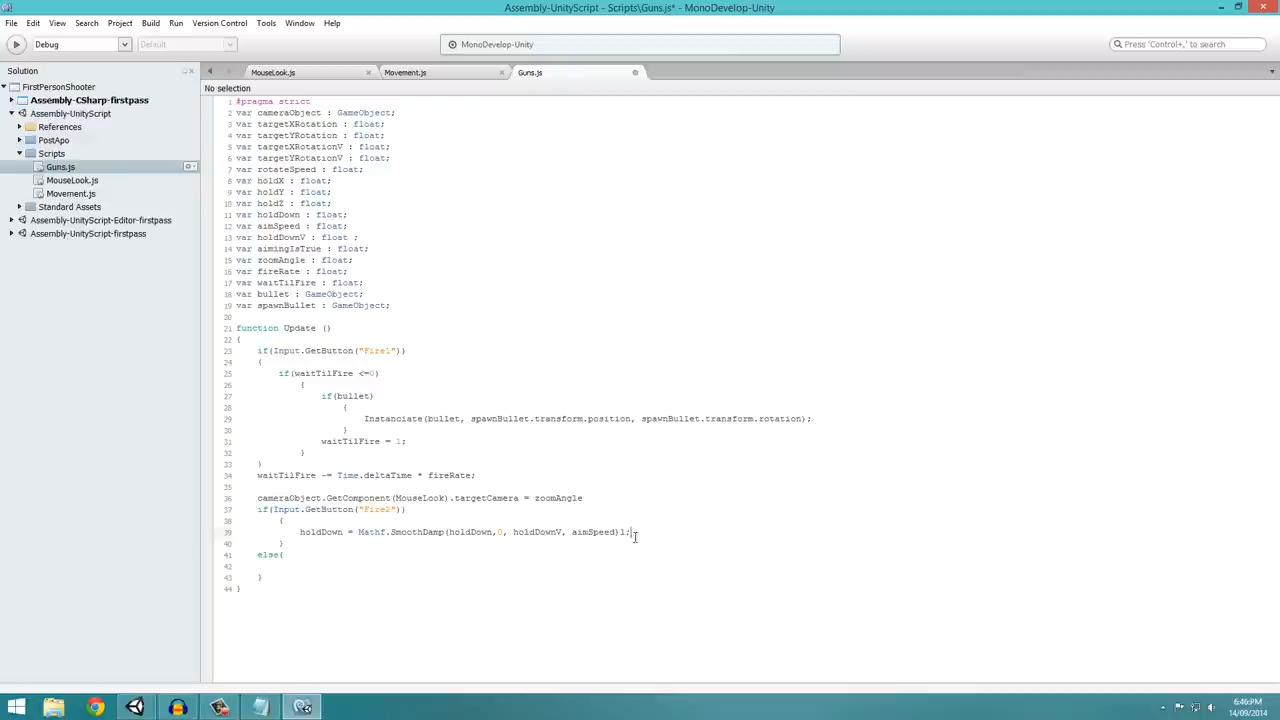 Assembly-UnityScript - Scripts\Guns.js* - MonoDevelop-Unity
File Edit View Search Project Build Run Version Control Tools Window Help
Debug Default MonoDevelop-Unity Press 'Control+,' to search
Solution MouseLook.js Movement.js Guns.js
FirstPersonShooter No selection
Assembly-CSharp-firstpass
Assembly-UnityScript
References
PostApo
Scripts
Guns.js
MouseLook.js
Movement.js
Standard Assets
Assembly-UnityScript-Editor-firstpass
Assembly-UnityScript-firstpass
1 #pragma strict
2 var cameraObject : GameObject;
3 var targetXRotation : float;
4 var targetYRotation : float;
5 var targetXRotationV : float;
6 var targetYRotationV : float;
7 var rotateSpeed : float;
8 var holdX : float;
9 var holdY : float;
10 var holdZ : float;
11 var holdDown : float;
12 var aimSpeed : float;
13 var holdDownV : float ;
14 var aimingIsTrue : float;
15 var zoomAngle : float;
16 var fireRate : float;
17 var waitTilFire : float;
18 var bullet : GameObject;
19 var spawnBullet : GameObject;
20
21 function Update ()
22 {
23 if(Input.GetButton("Fire1"))
24 {
25 if(waitTilFire <=0)
26 {
27 if(bullet)
28 {
29 Instanciate(bullet, spawnBullet.transform.position, spawnBullet.transform.rotation);
30 }
31 waitTilFire = 1;
32 }
33 }
34 waitTilFire -= Time.deltaTime * fireRate;
35
36 cameraObject.GetComponent(MouseLook).targetCamera = zoomAngle
37 if(Input.GetButton("Fire2"))
38 {
39 holdDown = Mathf.SmoothDamp(holdDown,0, holdDownV, aimSpeed)1;
40 }
41 else{
42
43 }
44 }
6:46 PM
14/09/2014